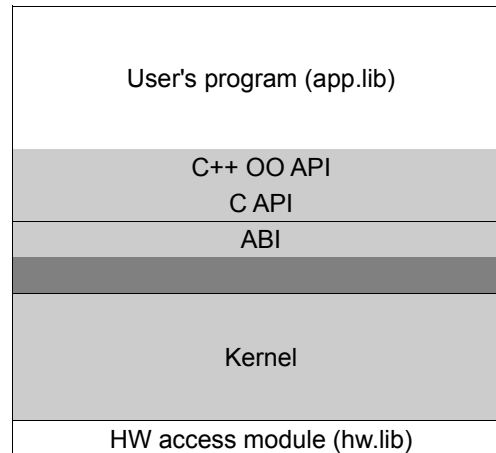 User's program (app.lib)
C++ OO API
C API
ABI
Kernel
HW access module (hw.lib)